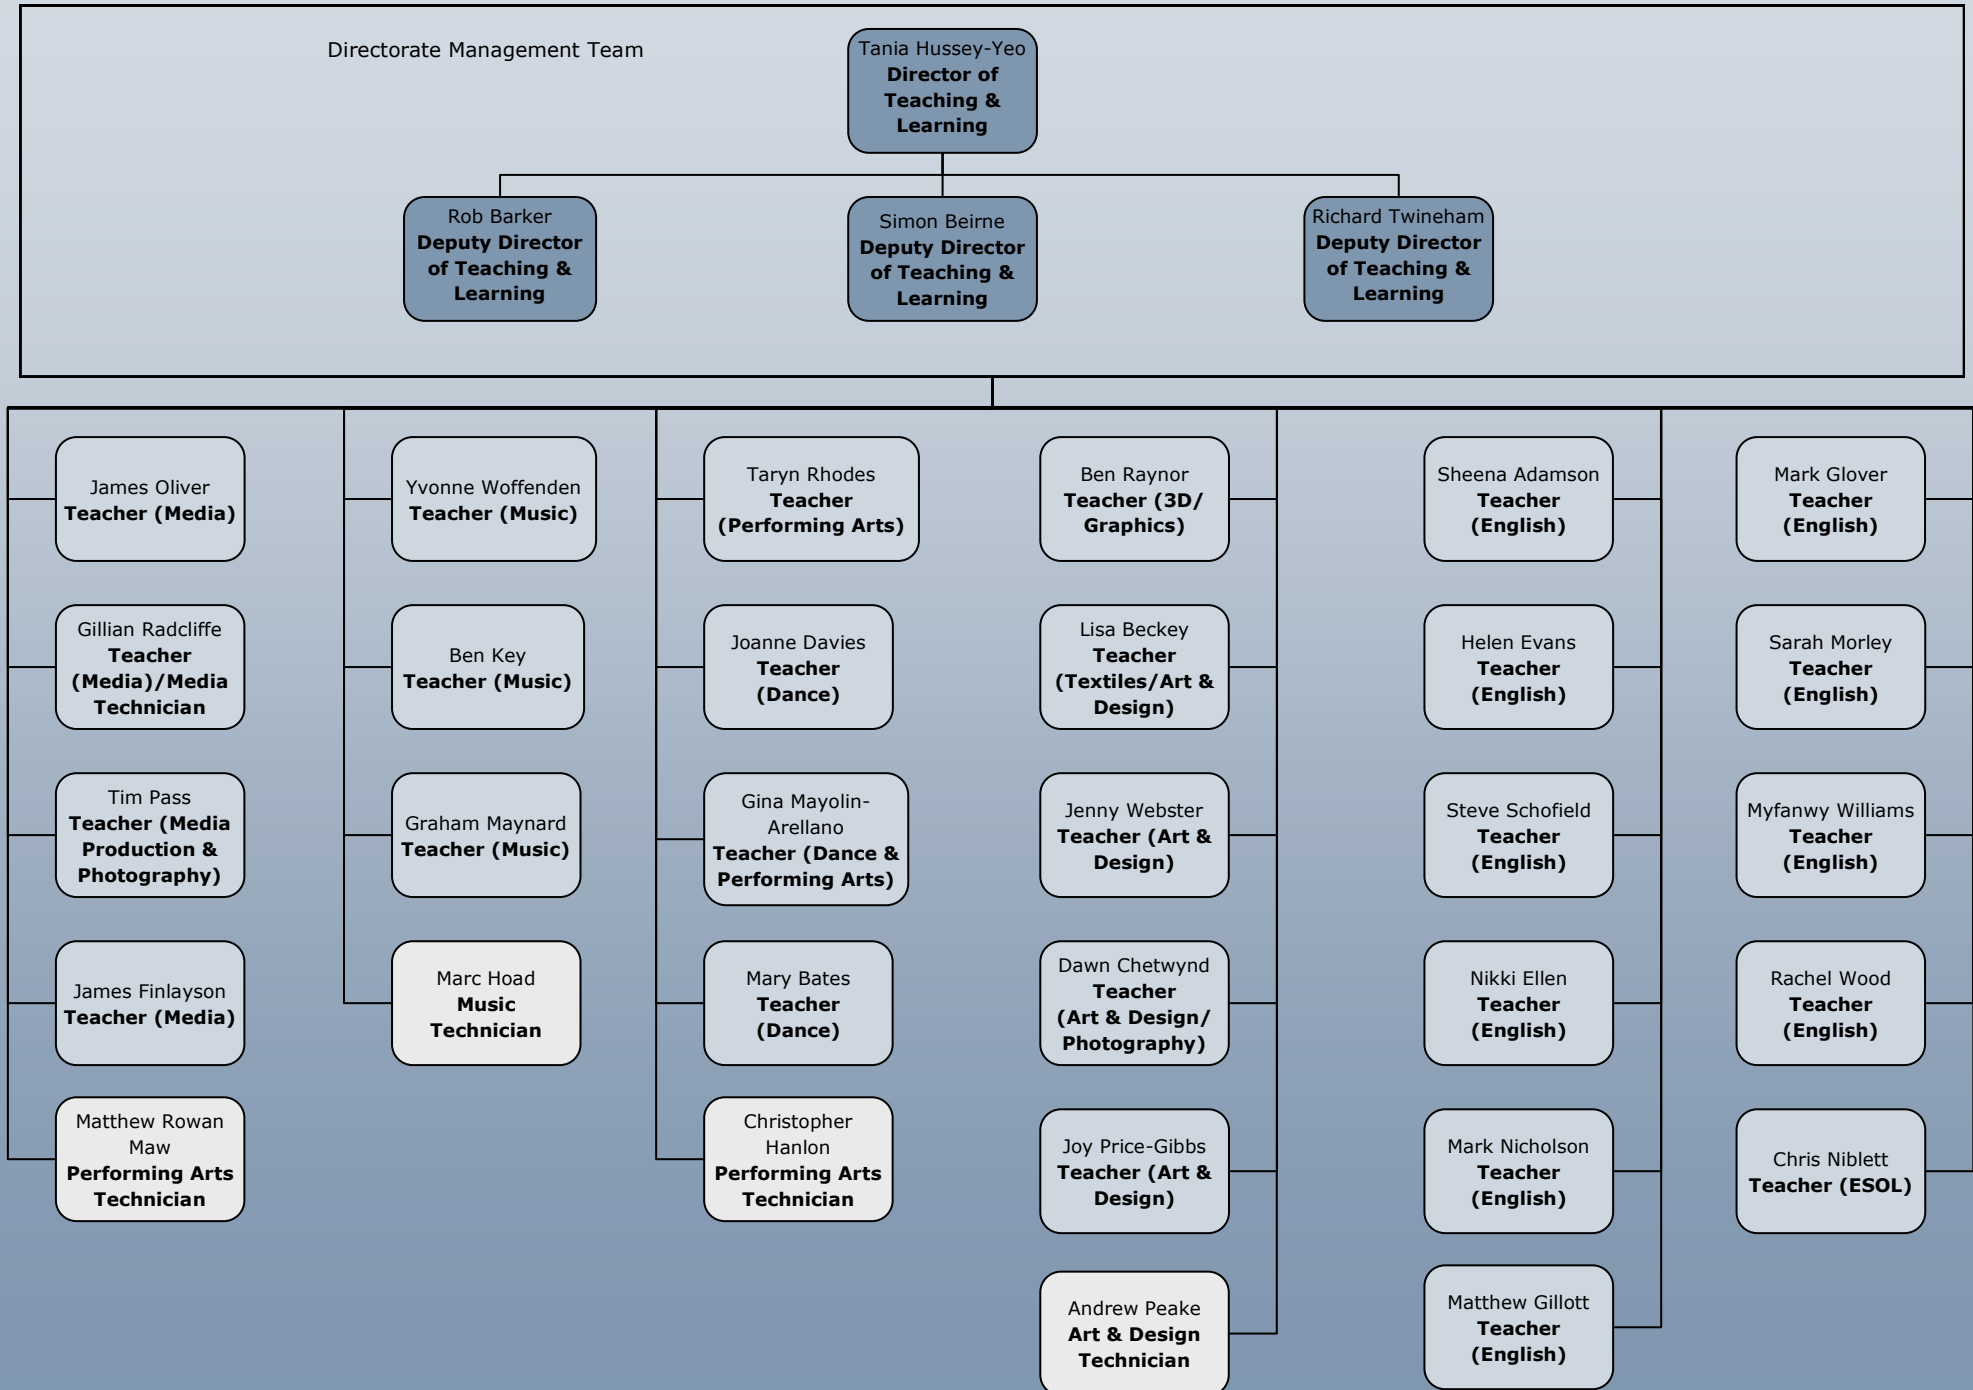 Directorate Management Team
Tania Hussey-Yeo
Director of
Teaching &
Learning
Rob Barker
Deputy Director
of Teaching &
Learning
Simon Beirne
Deputy Director
of Teaching &
Learning
Richard Twineham
Deputy Director
of Teaching &
Learning
James Oliver
Teacher (Media)
Gillian Radcliffe
Teacher
(Media)/Media
Technician
Tim Pass
Teacher (Media
Production &
Photography)
James Finlayson
Teacher (Media)
Matthew Rowan
Maw
Performing Arts
Technician
Yvonne Woffenden
Teacher (Music)
Ben Key
Teacher (Music)
Graham Maynard
Teacher (Music)
Marc Hoad
Music
Technician
Taryn Rhodes
Teacher
(Performing Arts)
Joanne Davies
Teacher
(Dance)
Gina Mayolin-
Arellano
Teacher (Dance &
Performing Arts)
Mary Bates
Teacher
(Dance)
Christopher
Hanlon
Performing Arts
Technician
Ben Raynor
Teacher (3D/
Graphics)
Lisa Beckey
Teacher
(Textiles/Art &
Design)
Jenny Webster
Teacher (Art &
Design)
Dawn Chetwynd
Teacher
(Art & Design/
Photography)
Joy Price-Gibbs
Teacher (Art &
Design)
Andrew Peake
Art & Design
Technician
Sheena Adamson
Teacher
(English)
Helen Evans
Teacher
(English)
Steve Schofield
Teacher
(English)
Nikki Ellen
Teacher
(English)
Mark Nicholson
Teacher
(English)
Matthew Gillott
Teacher
(English)
Mark Glover
Teacher
(English)
Sarah Morley
Teacher
(English)
Myfanwy Williams
Teacher
(English)
Rachel Wood
Teacher
(English)
Chris Niblett
Teacher (ESOL)